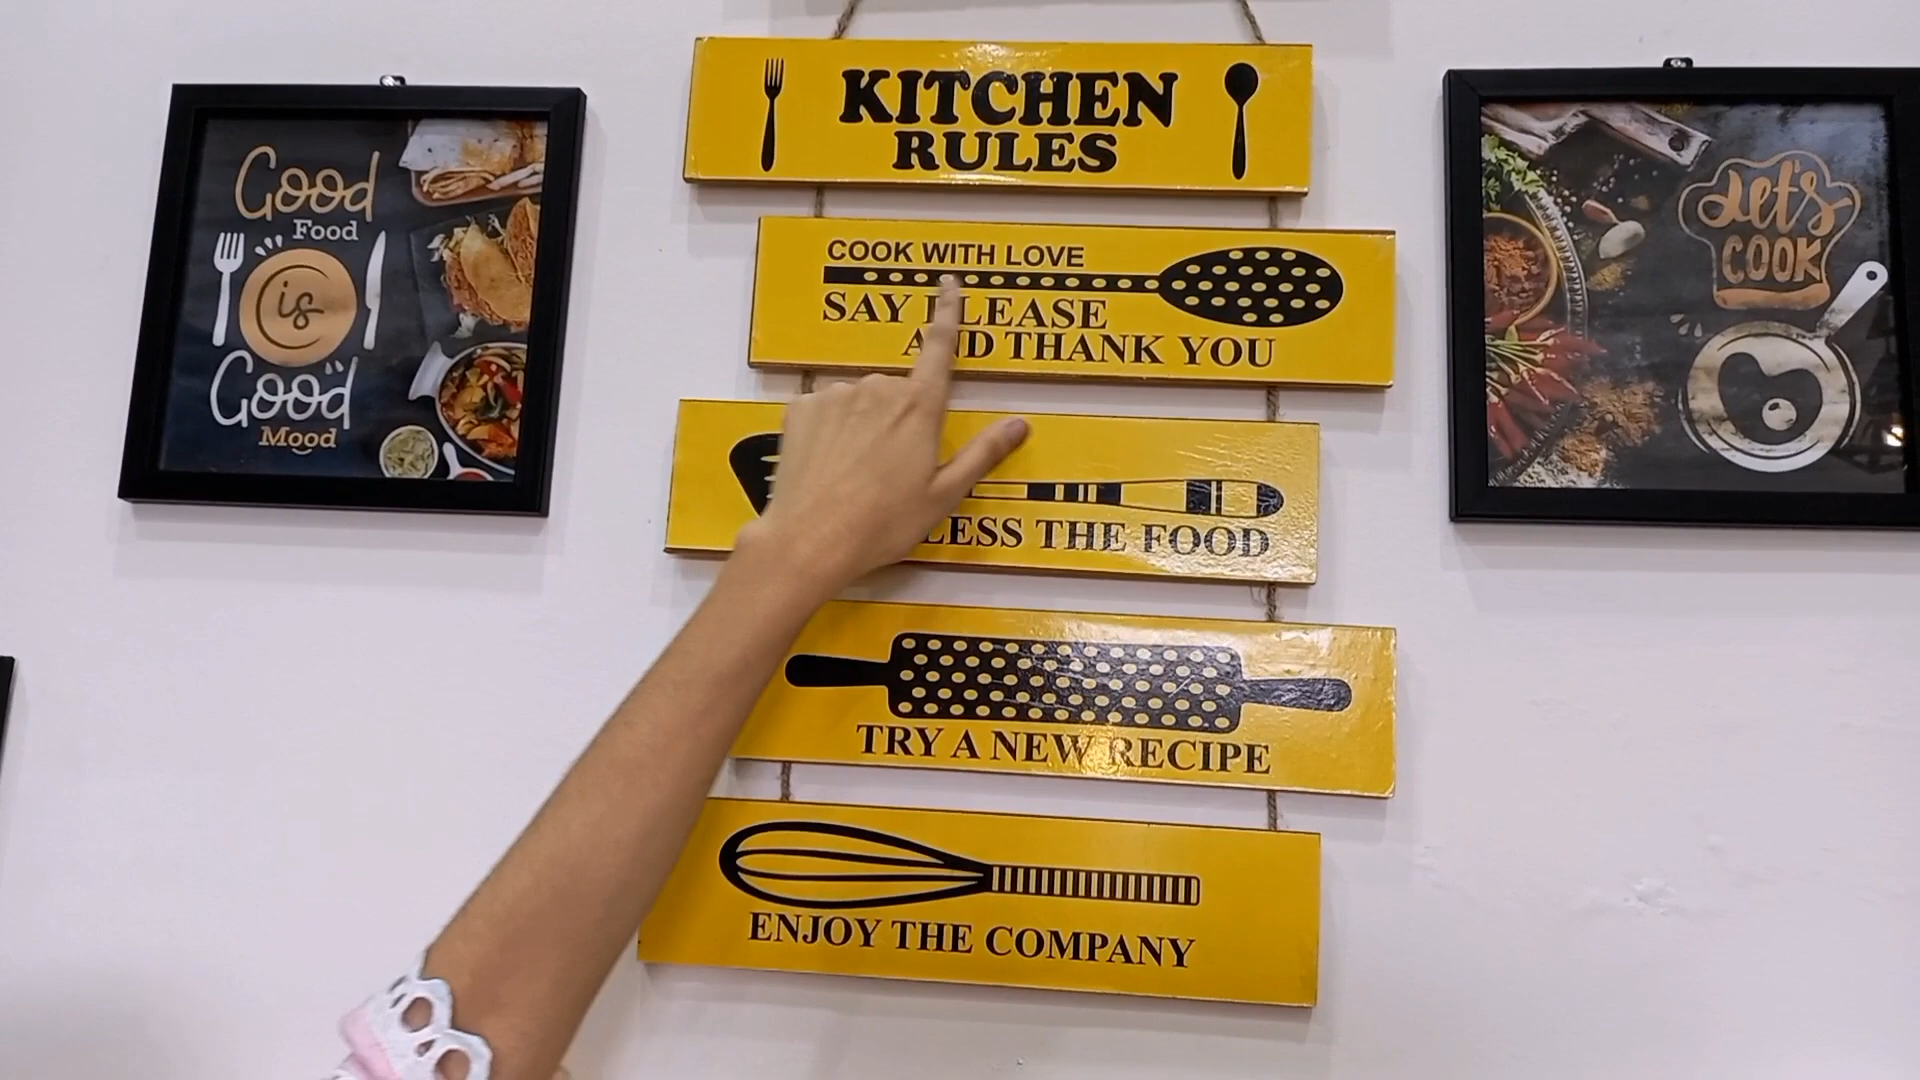 KITCHEN
RULES
COOK WITH LOVE
SAY PLEASE
AND THANK YOU
LESS THE FOOD
TRY A NEW RECIPE
ENJOY THE COMPANY
Good
Food
is
Good
Mood
Let's
COOK